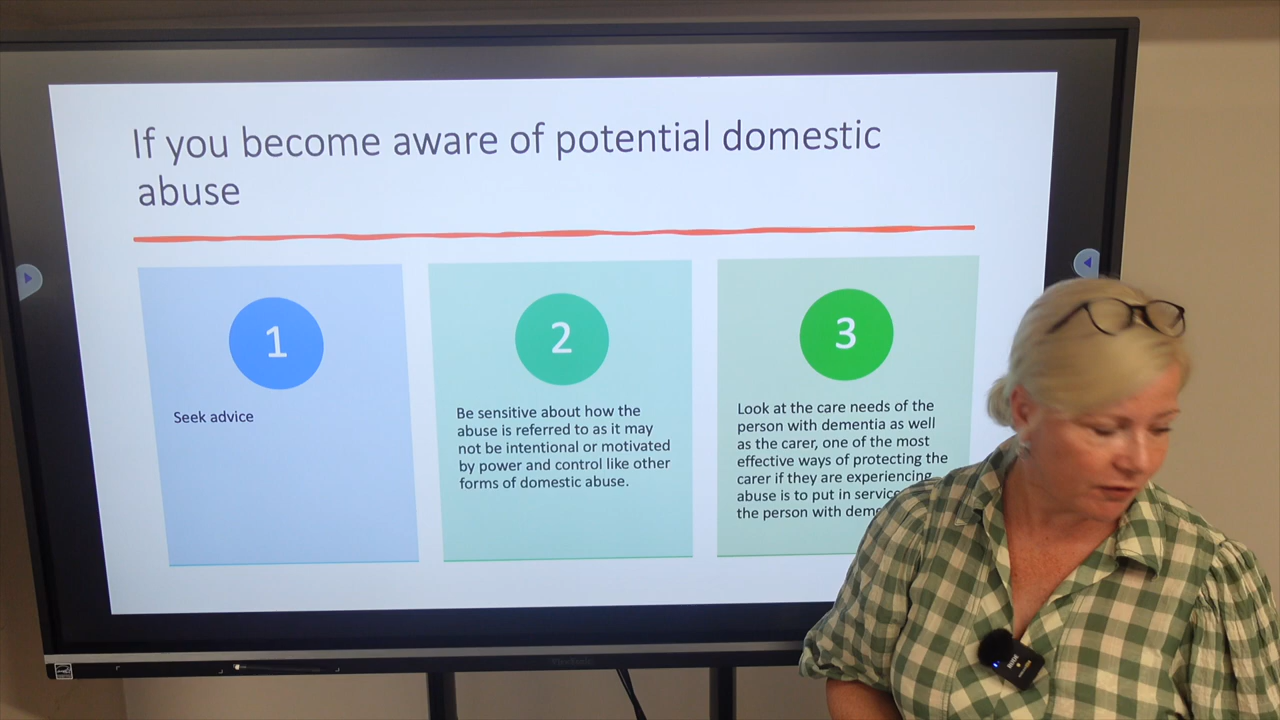 If you become aware of potential domestic
abuse
1
Seek advice
2
Be sensitive about how the
abuse is referred to as it may
not be intentional or motivated
by power and control like other
forms of domestic abuse.
3
Look at the care needs of the
person with dementia as well
as the carer, one of the most
effective ways of protecting the
carer if they are experiencing
abuse is to put in
the person with
ViewSonic
RODE